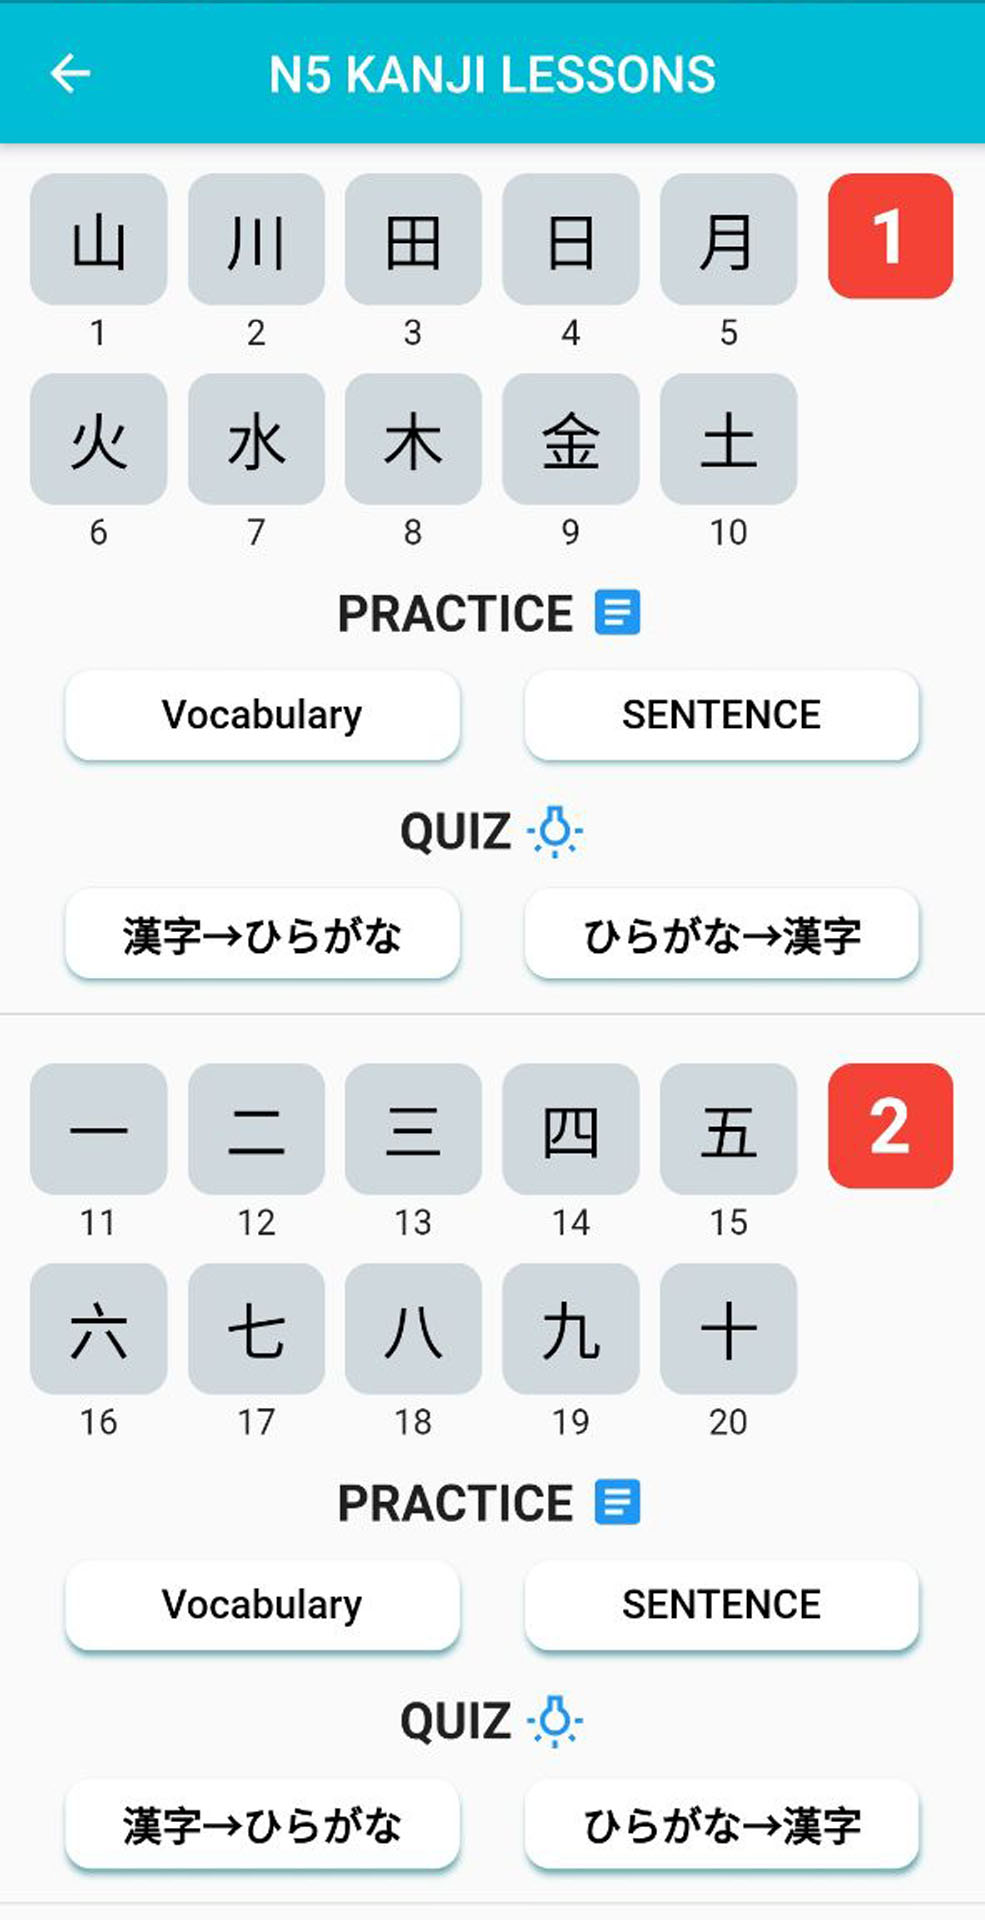 N5 KANJI LESSONS
山 川 田 日 月 1
1 2 3 4 5
火 水 木 金 土
6 7 8 9 10
PRACTICE
Vocabulary SENTENCE
QUIZ
漢字→ひらがな ひらがな→漢字
一 二 三 四 五 2
11 12 13 14 15
六 七 八 九 十
16 17 18 19 20
PRACTICE
Vocabulary SENTENCE
QUIZ
漢字→ひらがな ひらがな→漢字